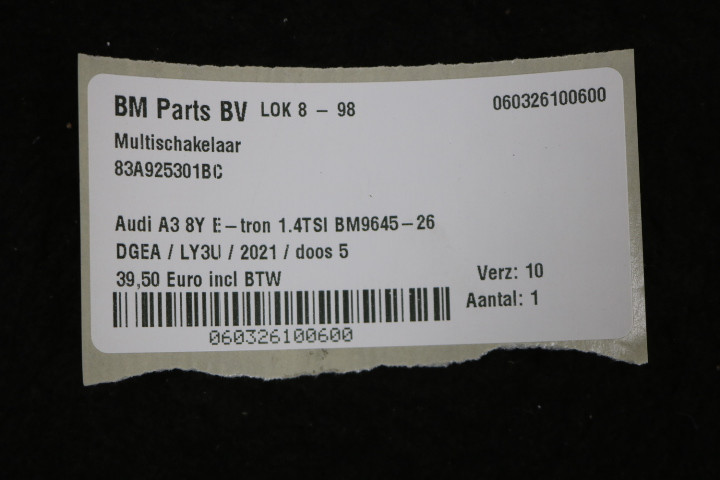 BM Parts BV LOK 8 - 98 060326100600
Multischakelaar
83A925301BC
Audi A3 8Y E-tron 1.4TSI BM9645-26
DGEA / LY3U / 2021 / doos 5
39,50 Euro incl BTW Verz: 10
Aantal: 1
060326100600